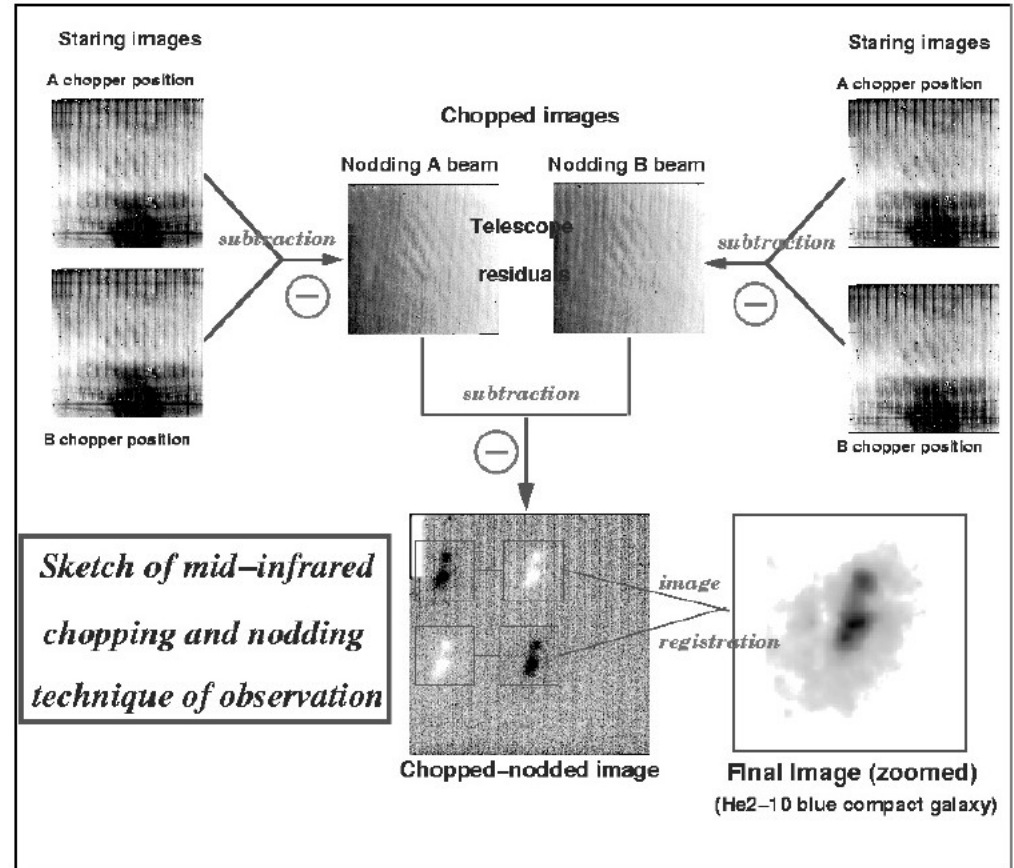 Staring images
A chopper position
B chopper position
subtraction
Chopped images
Nodding A beam
Nodding B beam
Telescope
residuals
Staring images
A chopper position
B chopper position
subtraction
subtraction
Sketch of mid–infrared
chopping and nodding
technique of observation
Chopped–nodded image
image
registration
Final Image (zoomed)
(He2–10 blue compact galaxy)